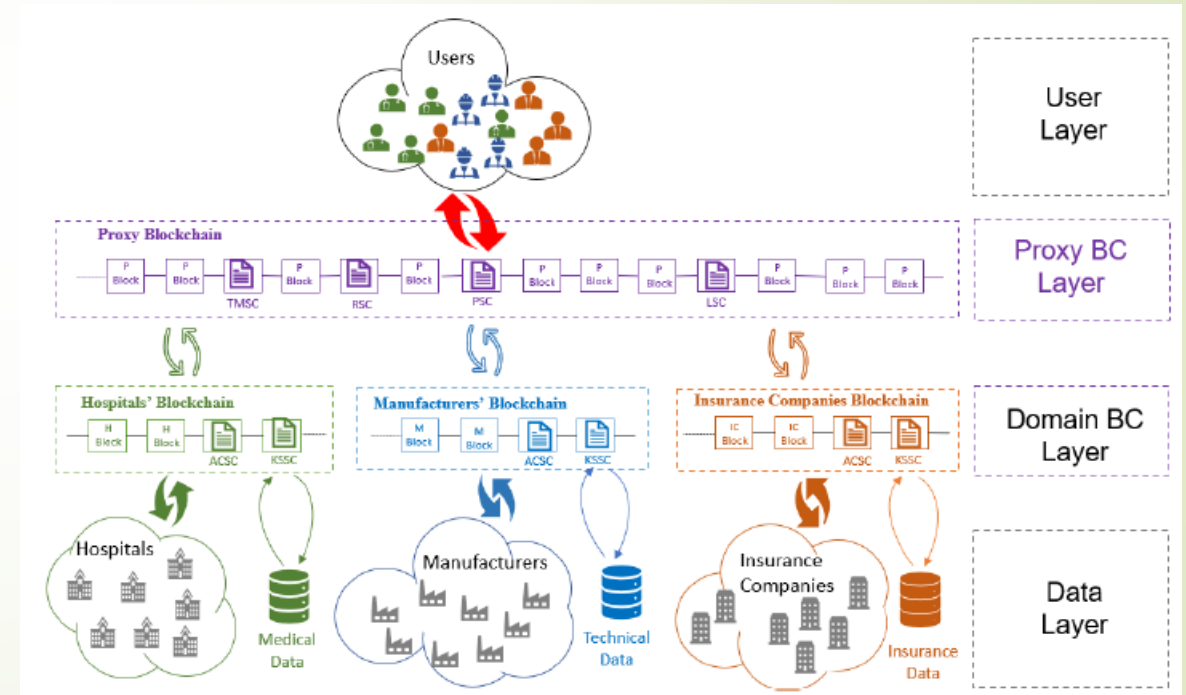 Users
User
Layer
Proxy Blockchain
P
Block
P
Block
TMSC
P
Block
RSC
P
Block
PSC
P
Block
P
Block
P
Block
LSC
P
Block
P
Block
P
Block
Proxy BC
Layer
Hospitals' Blockchain
H
Block
H
Block
ACSC
KSSC
Manufacturers' Blockchain
M
Block
M
Block
ACSC
KSSC
Insurance Companies Blockchain
IC
Block
IC
Block
ACSC
KSSC
Domain BC
Layer
Hospitals
Medical
Data
Manufacturers
Technical
Data
Insurance
Companies
Insurance
Data
Data
Layer